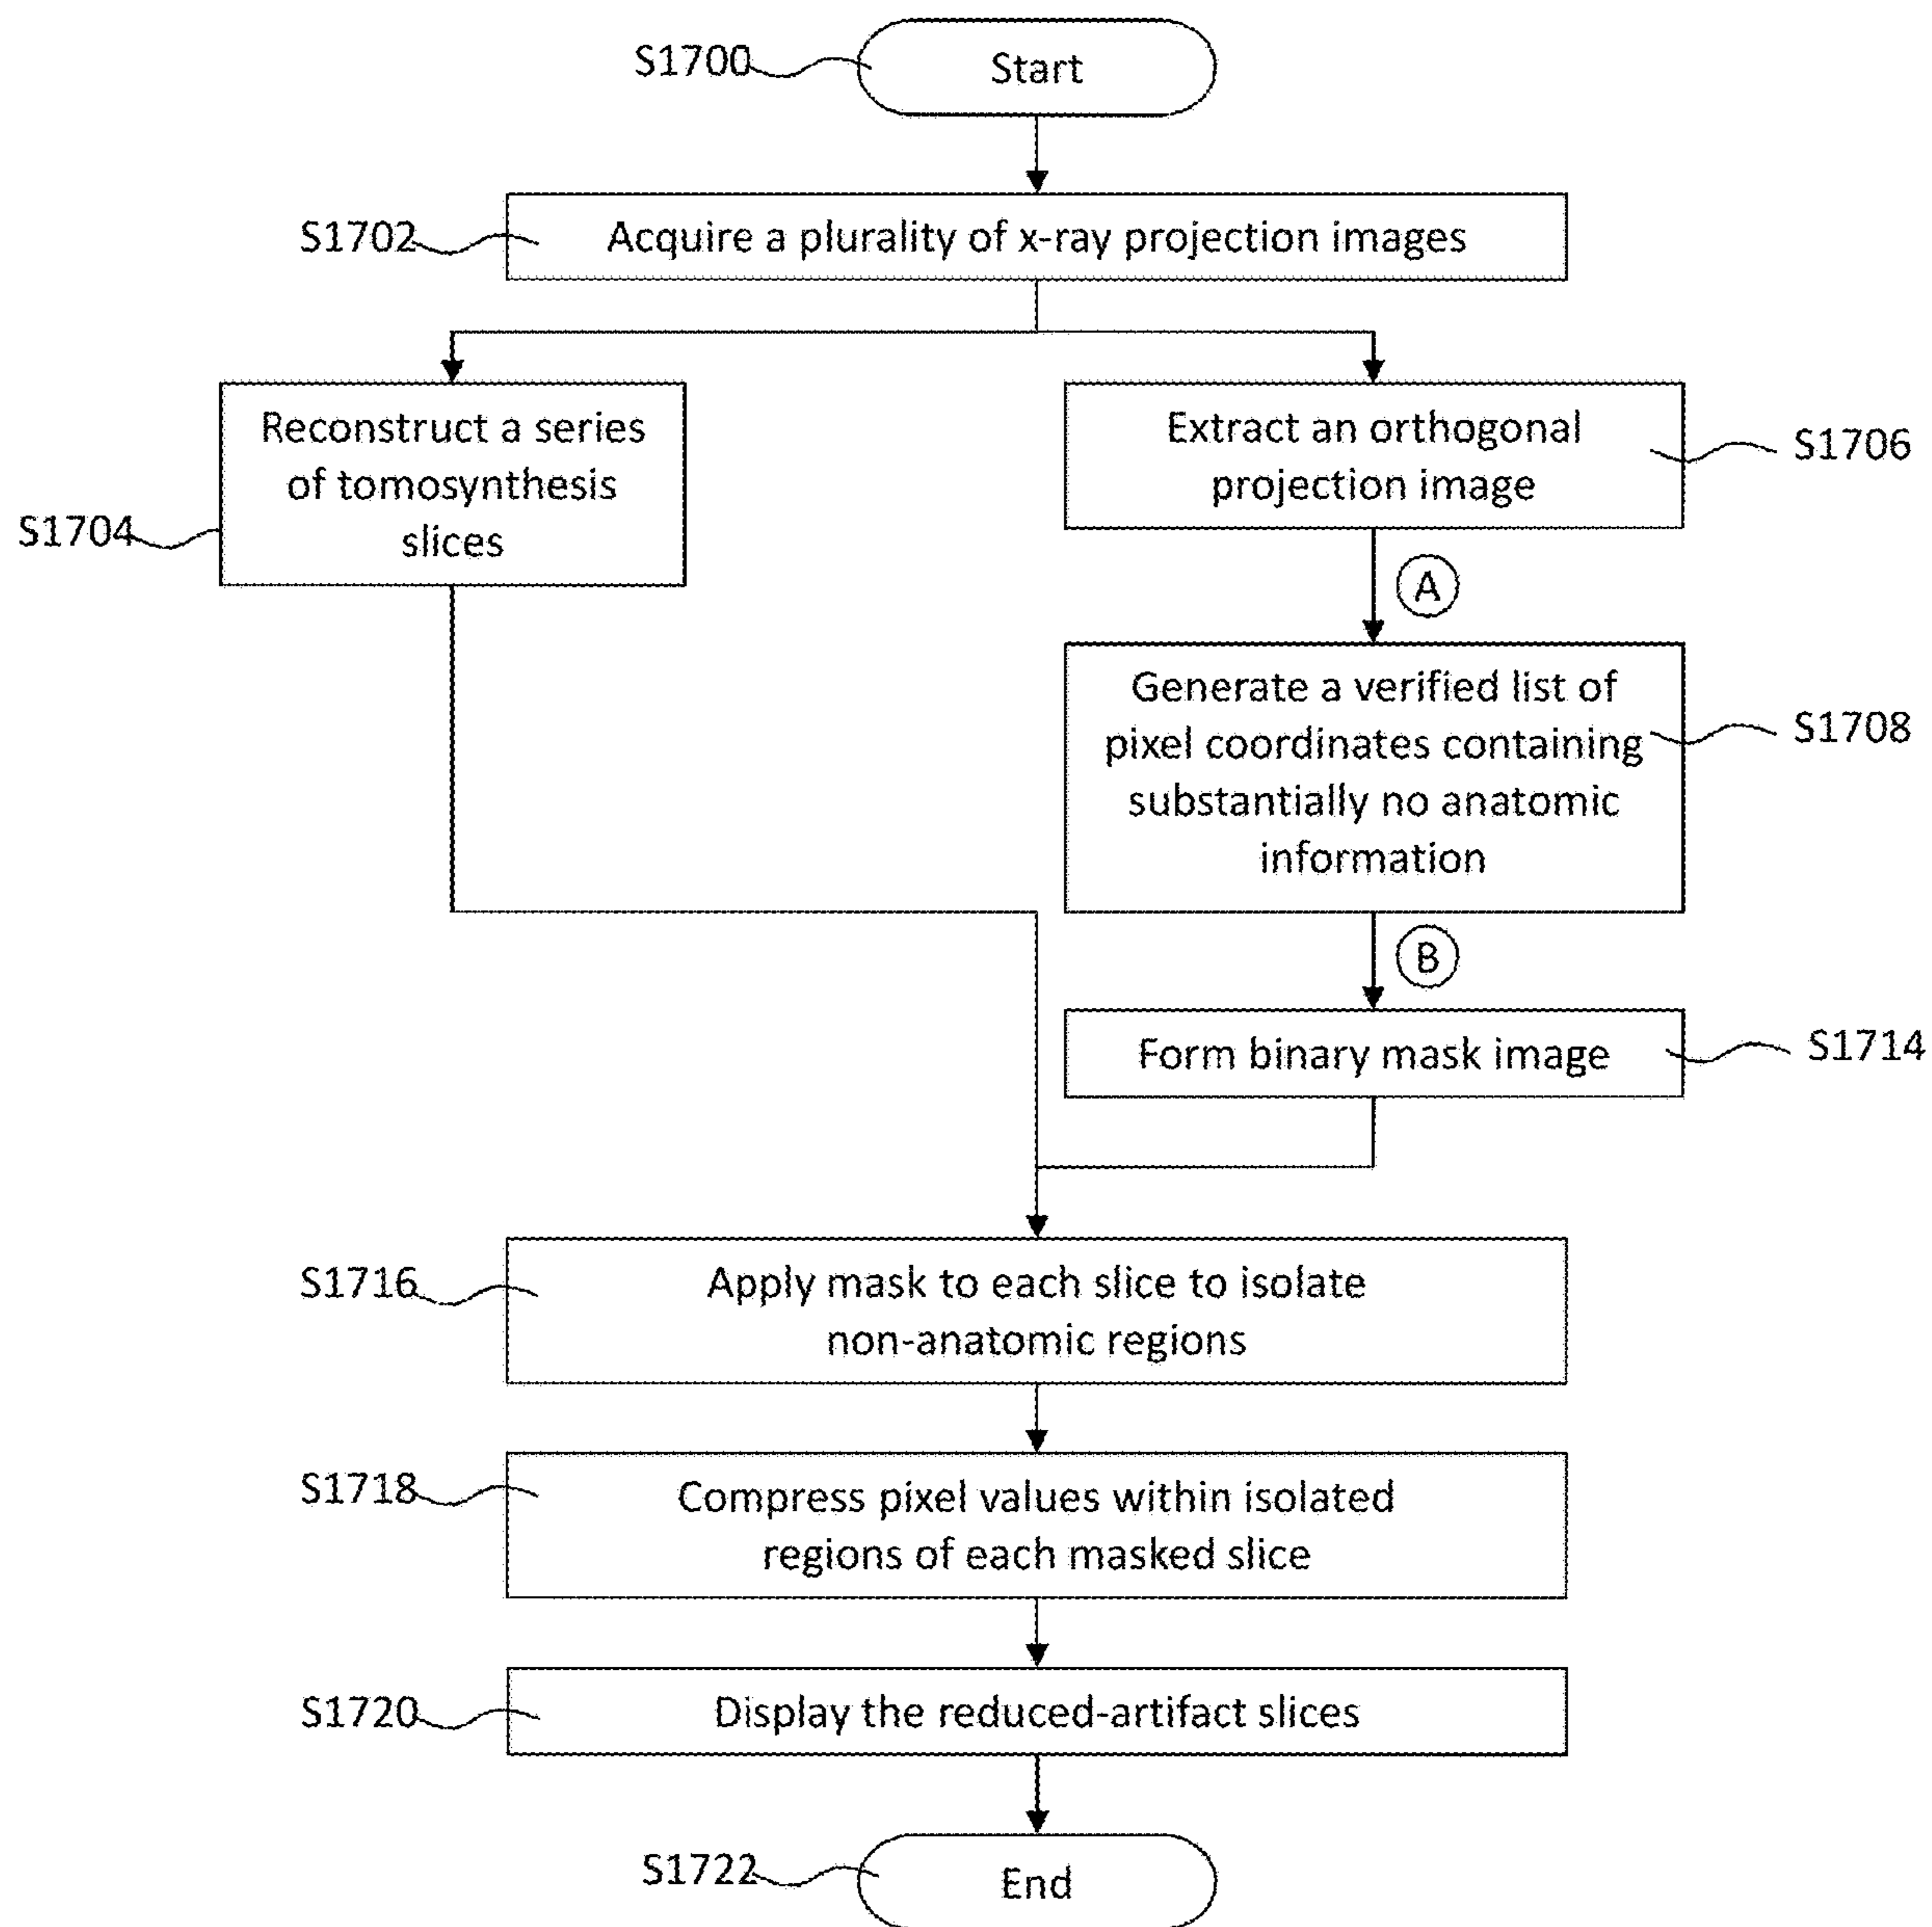 S1700
Start
S1702
Acquire a plurality of x-ray projection images
S1704
Reconstruct a series
of tomosynthesis
slices
Extract an orthogonal
projection image
S1706
A
Generate a verified list of
pixel coordinates containing
substantially no anatomic
information
S1708
B
Form binary mask image
S1714
S1716
Apply mask to each slice to isolate
non-anatomic regions
S1718
Compress pixel values within isolated
regions of each masked slice
S1720
Display the reduced-artifact slices
S1722
End